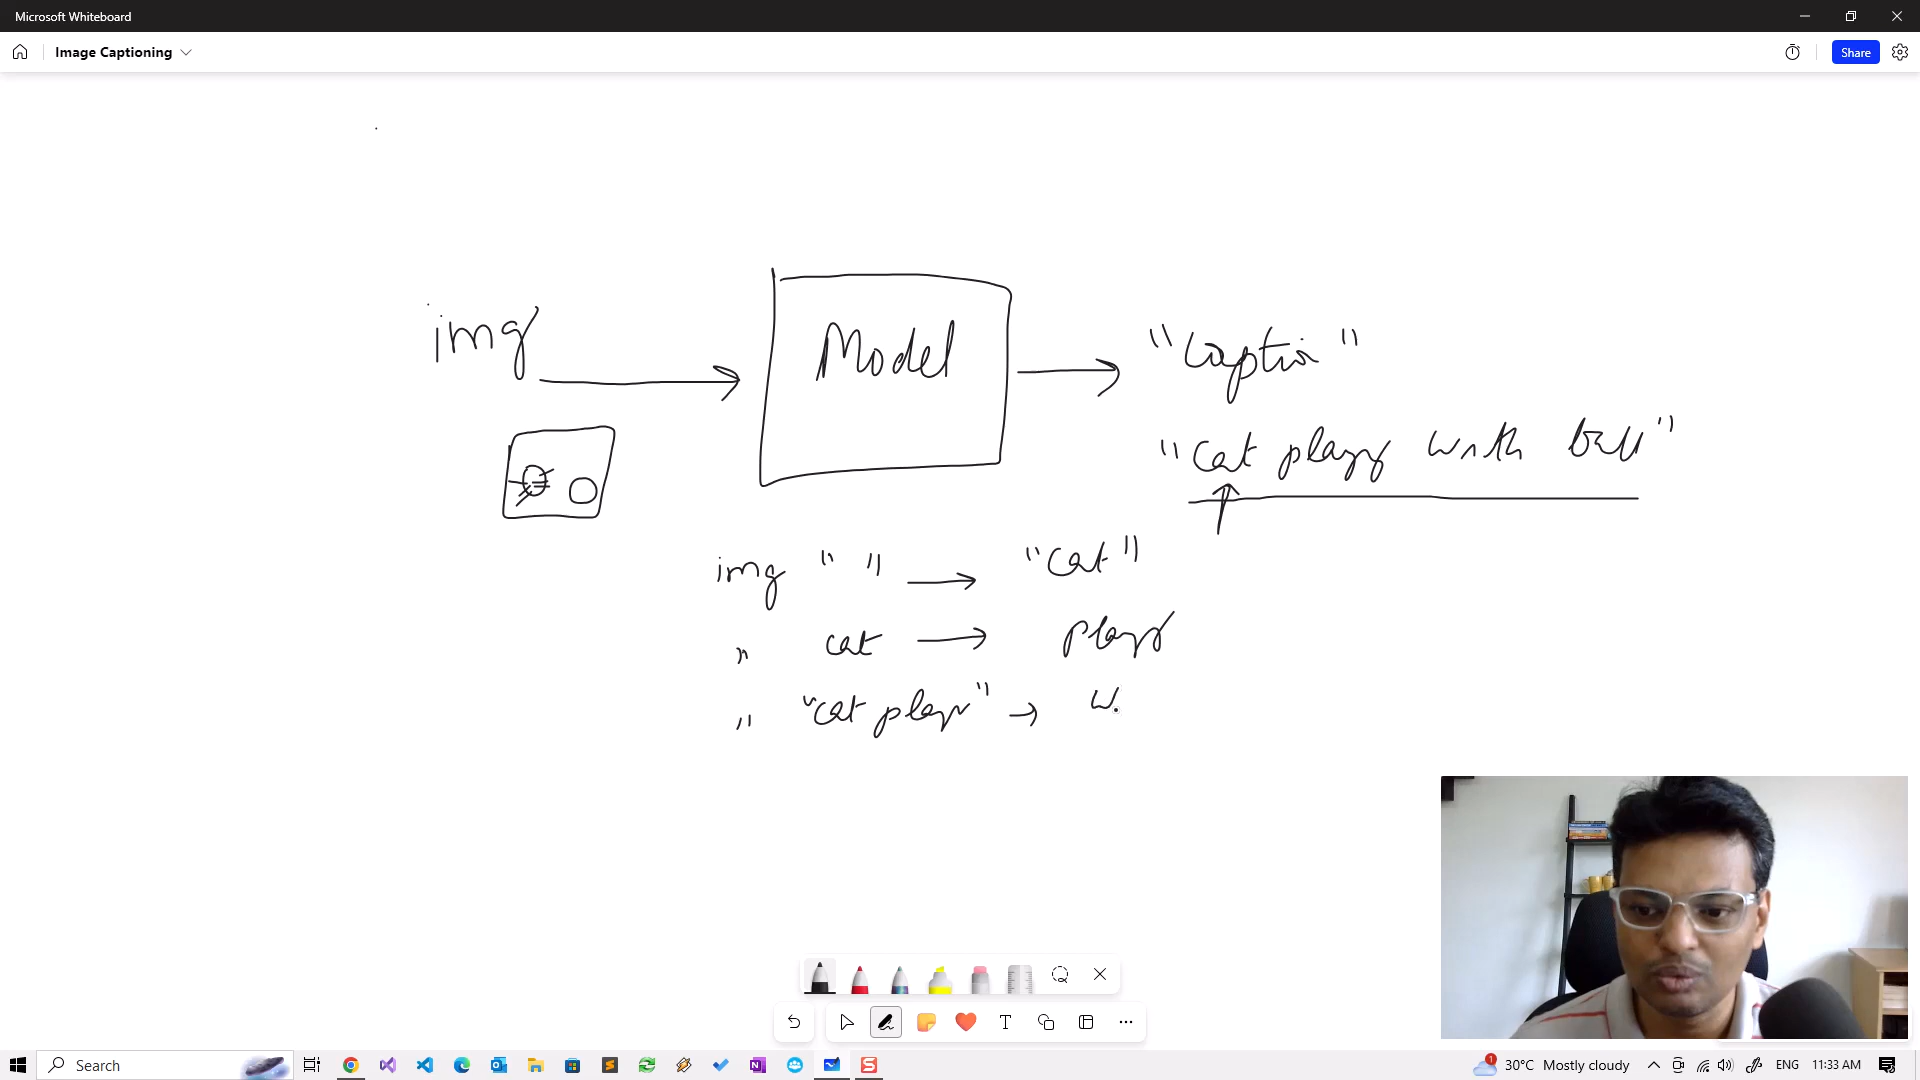 Microsoft Whiteboard
Image Captioning
Share
img
Model
"Caption"
"Cat plays with ball"
img " " → "Cat"
" cat → plays
" "cat plays" → w
T
Search
1
30°C Mostly cloudy
ENG
11:33 AM